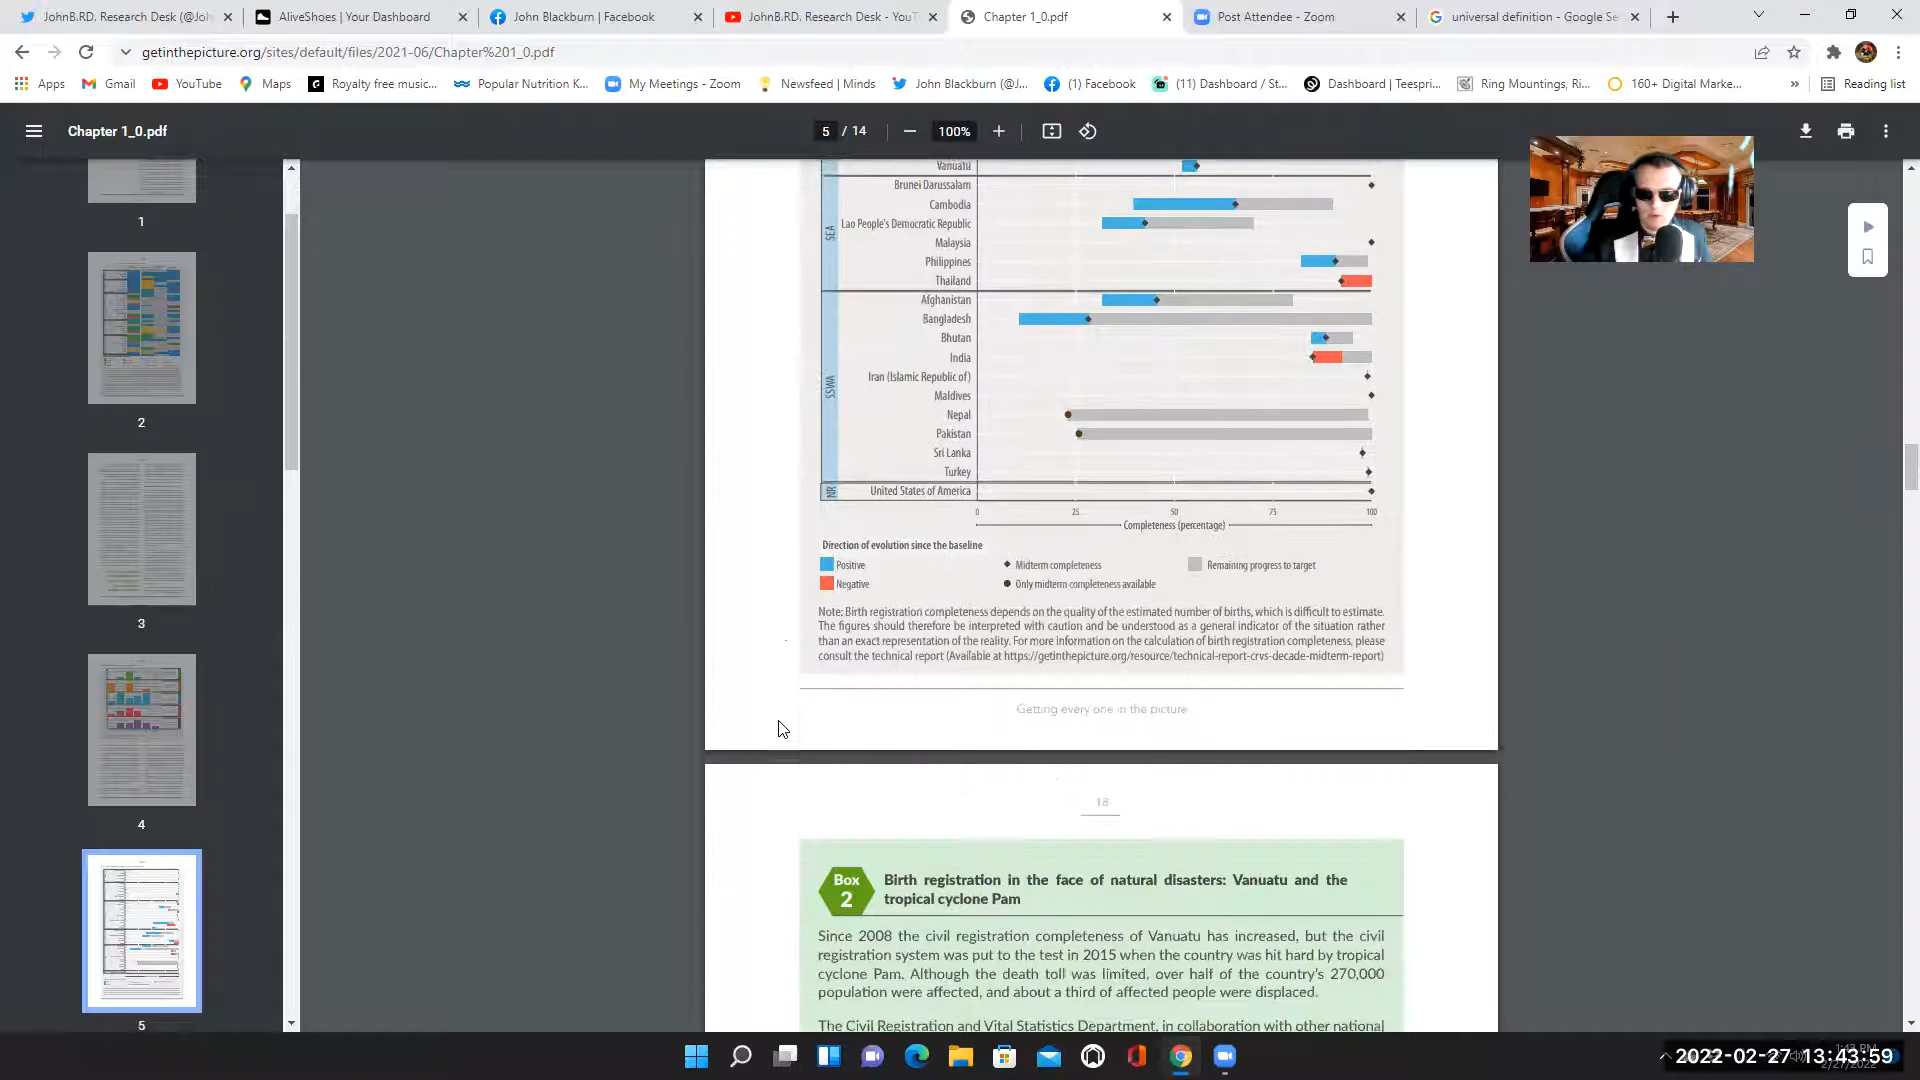 JohnB.RD. Research Desk (@Joh
AliveShoes | Your Dashboard
John Blackburn | Facebook
JohnB.RD. Research Desk - YouT
Chapter 1_0.pdf
Post Attendee - Zoom
universal definition - Google Se
getinthepicture.org/sites/default/files/2021-06/Chapter%201_0.pdf
Apps
Gmail
YouTube
Maps
Royalty free music...
Popular Nutrition K...
My Meetings - Zoom
Newsfeed | Minds
John Blackburn (@J...
(1) Facebook
(11) Dashboard / St...
Dashboard | Teespri...
Ring Mountings, Ri...
160+ Digital Marke...
»
Reading list
Chapter 1_0.pdf
5 / 14
100%
1
2
3
4
5
Vanuatu
SEA
Brunei Darussalam
Cambodia
Lao People's Democratic Republic
Malaysia
Philippines
Thailand
SSWA
Afghanistan
Bangladesh
Bhutan
India
Iran (Islamic Republic of)
Maldives
Nepal
Pakistan
Sri Lanka
Turkey
NR
United States of America
0 25 50 75 100
Completeness (percentage)
Direction of evolution since the baseline
Positive
Midterm completeness
Remaining progress to target
Negative
Only midterm completeness available
Note: Birth registration completeness depends on the quality of the estimated number of births, which is difficult to estimate.
The figures should therefore be interpreted with caution and be understood as a general indicator of the situation rather
than an exact representation of the reality. For more information on the calculation of birth registration completeness, please
consult the technical report (Available at https://getinthepicture.org/resource/technical-report-crvs-decade-midterm-report)
Getting every one in the picture
18
Box
2
Birth registration in the face of natural disasters: Vanuatu and the
tropical cyclone Pam
Since 2008 the civil registration completeness of Vanuatu has increased, but the civil
registration system was put to the test in 2015 when the country was hit hard by tropical
cyclone Pam. Although the death toll was limited, over half of the country's 270,000
population were affected, and about a third of affected people were displaced.
The Civil Registration and Vital Statistics Department, in collaboration with other national
2022-02-27 13:43:59